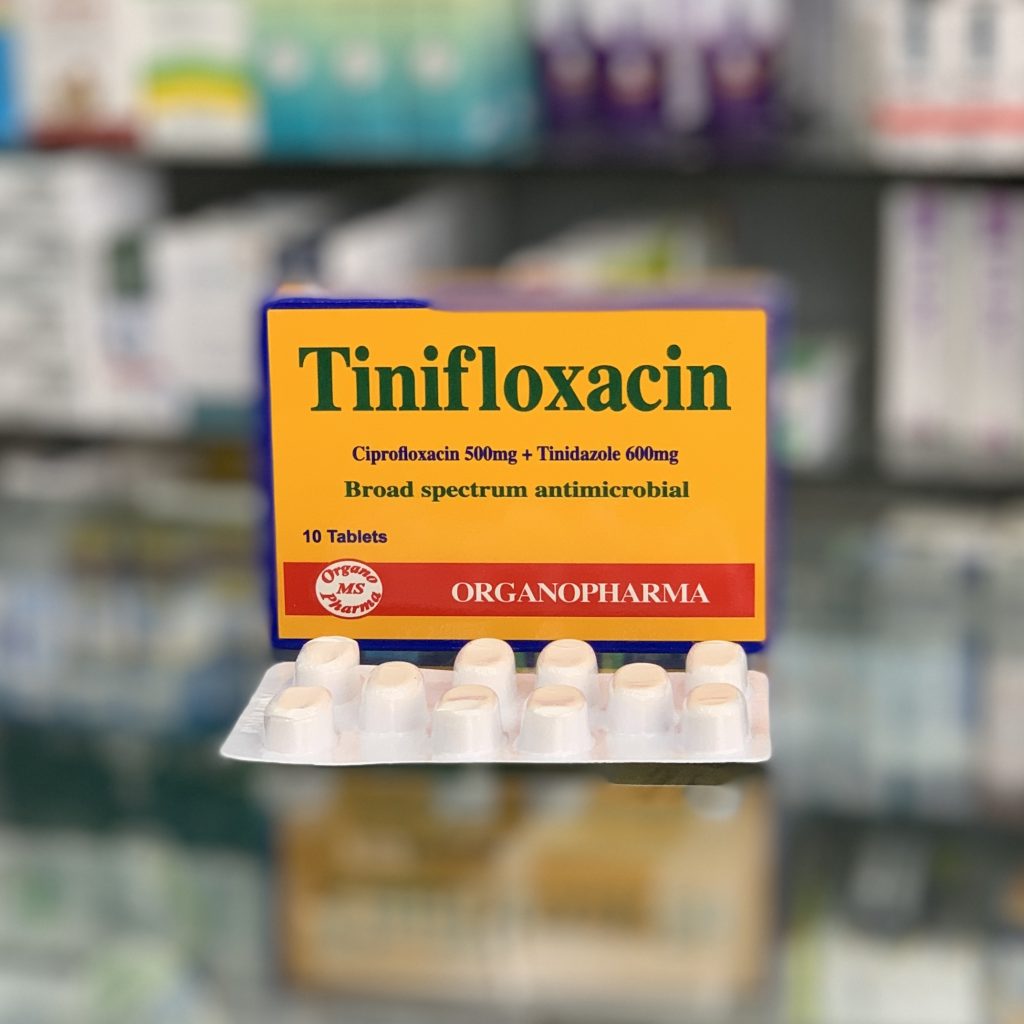 Tinifloxacin
Ciprofloxacin 500mg + Tinidazole 600mg
Broad spectrum antimicrobial
10 Tablets
Organo
MS
Pharma
ORGANOPHARMA